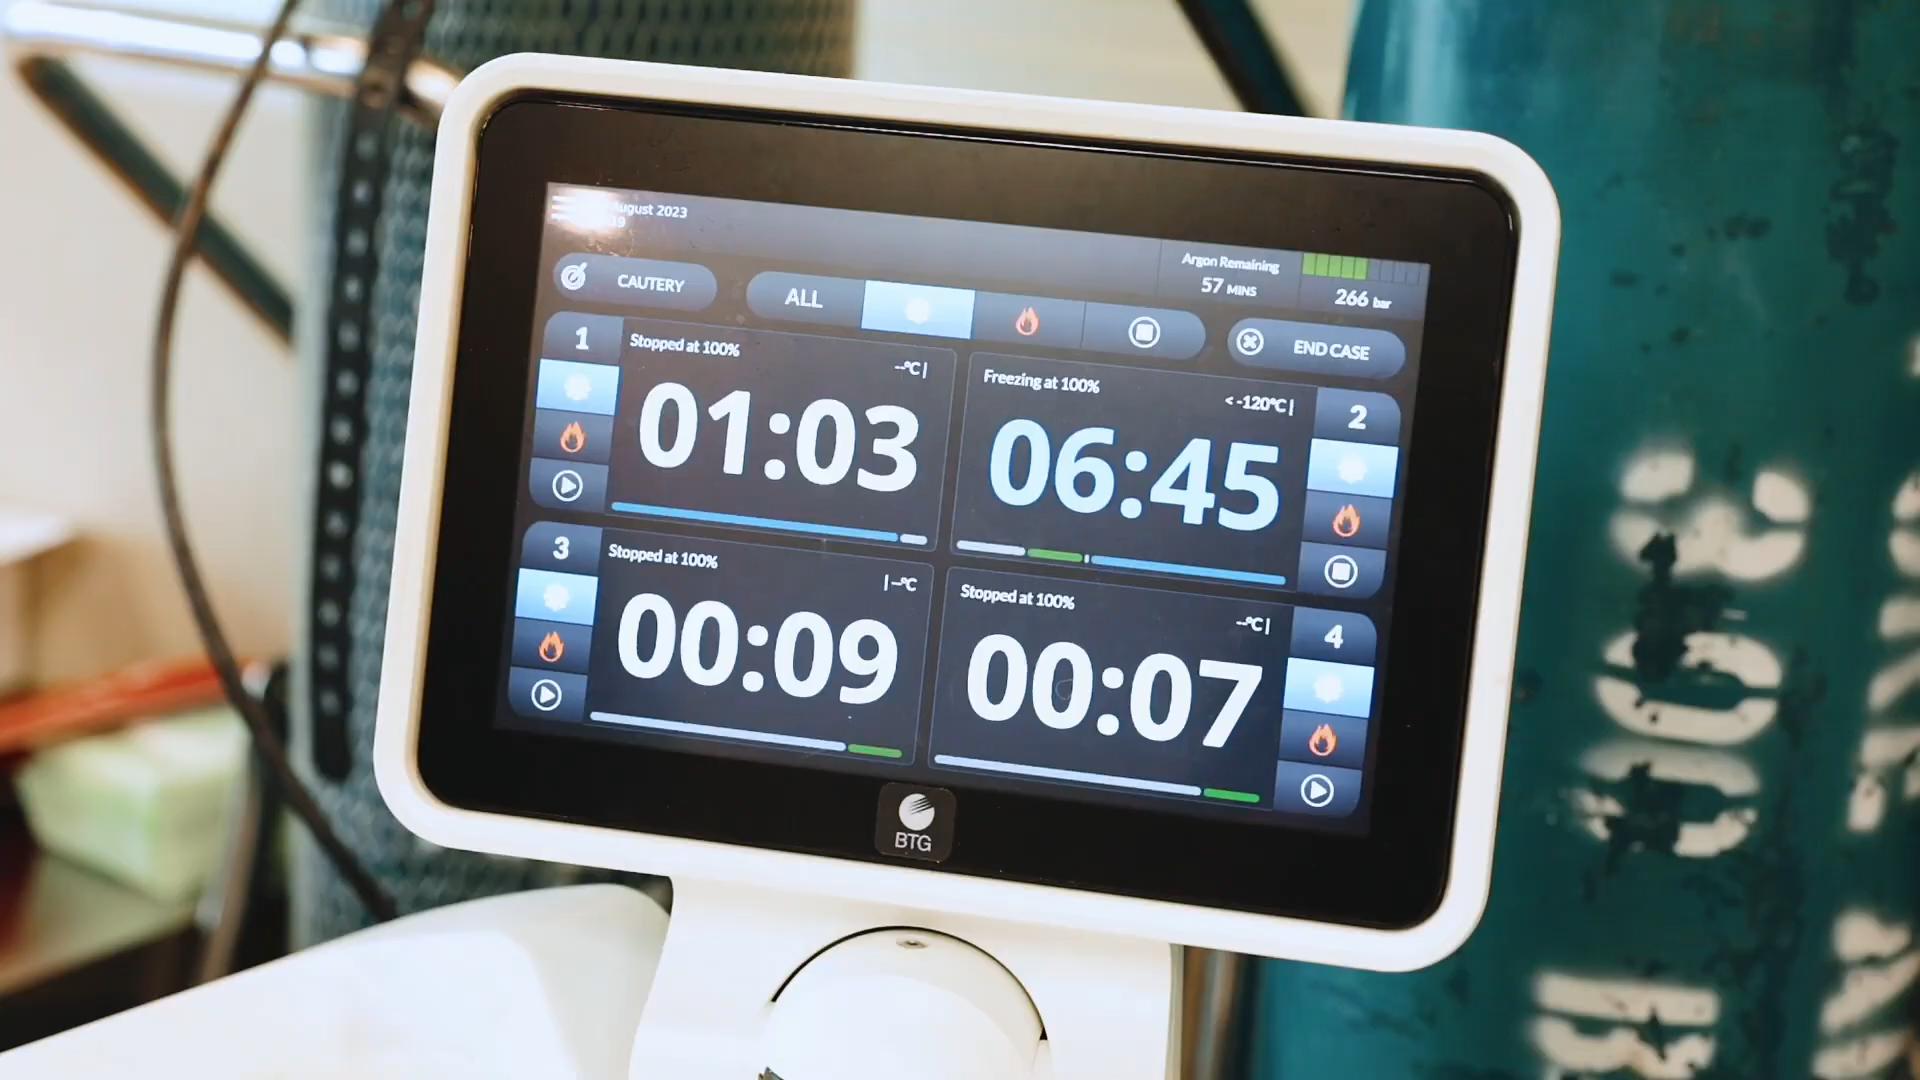 August 2023
Argon Remaining
57 MINS
266 bar
CAUTERY
ALL
END CASE
1
Stopped at 100%
--°C |
01:03
Freezing at 100%
< -120°C |
06:45
2
3
Stopped at 100%
| --°C
00:09
Stopped at 100%
--°C |
00:07
4
BTG